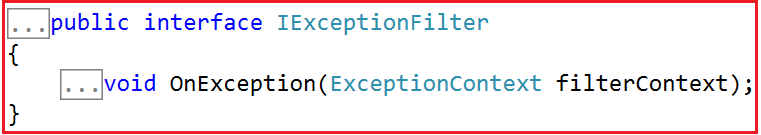 ...public interface IExceptionFilter
{
    ...void OnException(ExceptionContext filterContext);
}